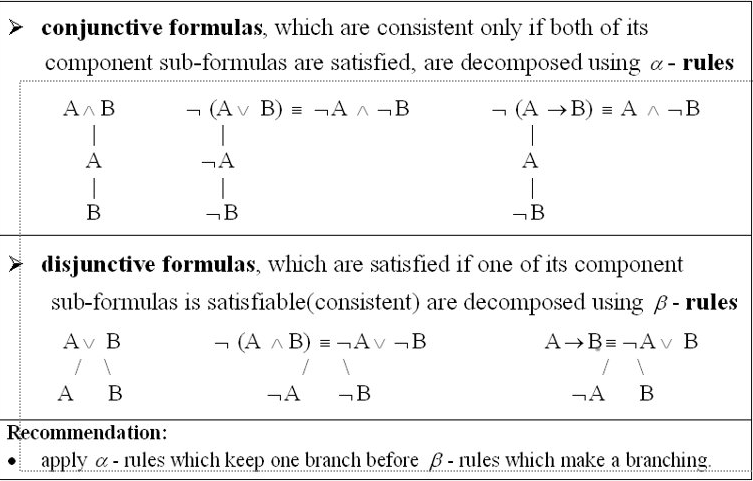 ➢ conjunctive formulas, which are consistent only if both of its
component sub-formulas are satisfied, are decomposed using α - rules
A ∧ B ¬ (A ∨ B) ≡ ¬A ∧ ¬B ¬ (A → B) ≡ A ∧ ¬B
| | |
A ¬A A
| | |
B ¬B ¬B
➢ disjunctive formulas, which are satisfied if one of its component
sub-formulas is satisfiable(consistent) are decomposed using β - rules
A ∨ B ¬ (A ∧ B) ≡ ¬A ∨ ¬B A → B ≡ ¬A ∨ B
/ \ / \ / \
A B ¬A ¬B ¬A B
Recommendation:
• apply α - rules which keep one branch before β - rules which make a branching.